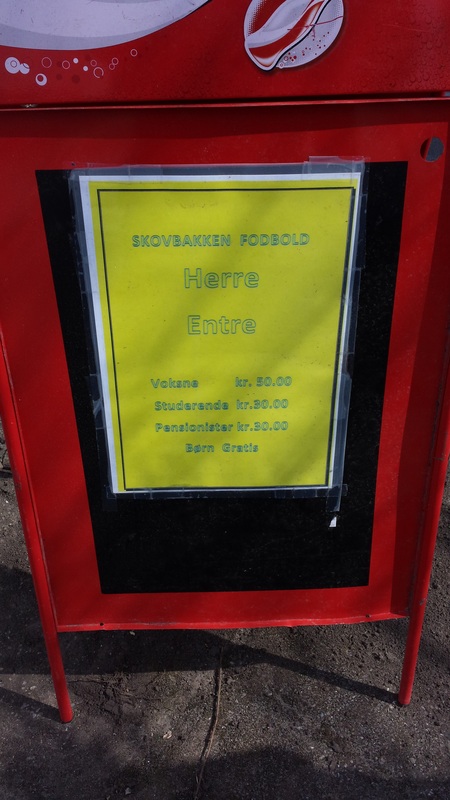 SKOVBAKKEN FODBOLD
Herre
Entre
Voksne kr. 50.00
Studerende kr.30.00
Pensionister kr.30.00
Børn Gratis